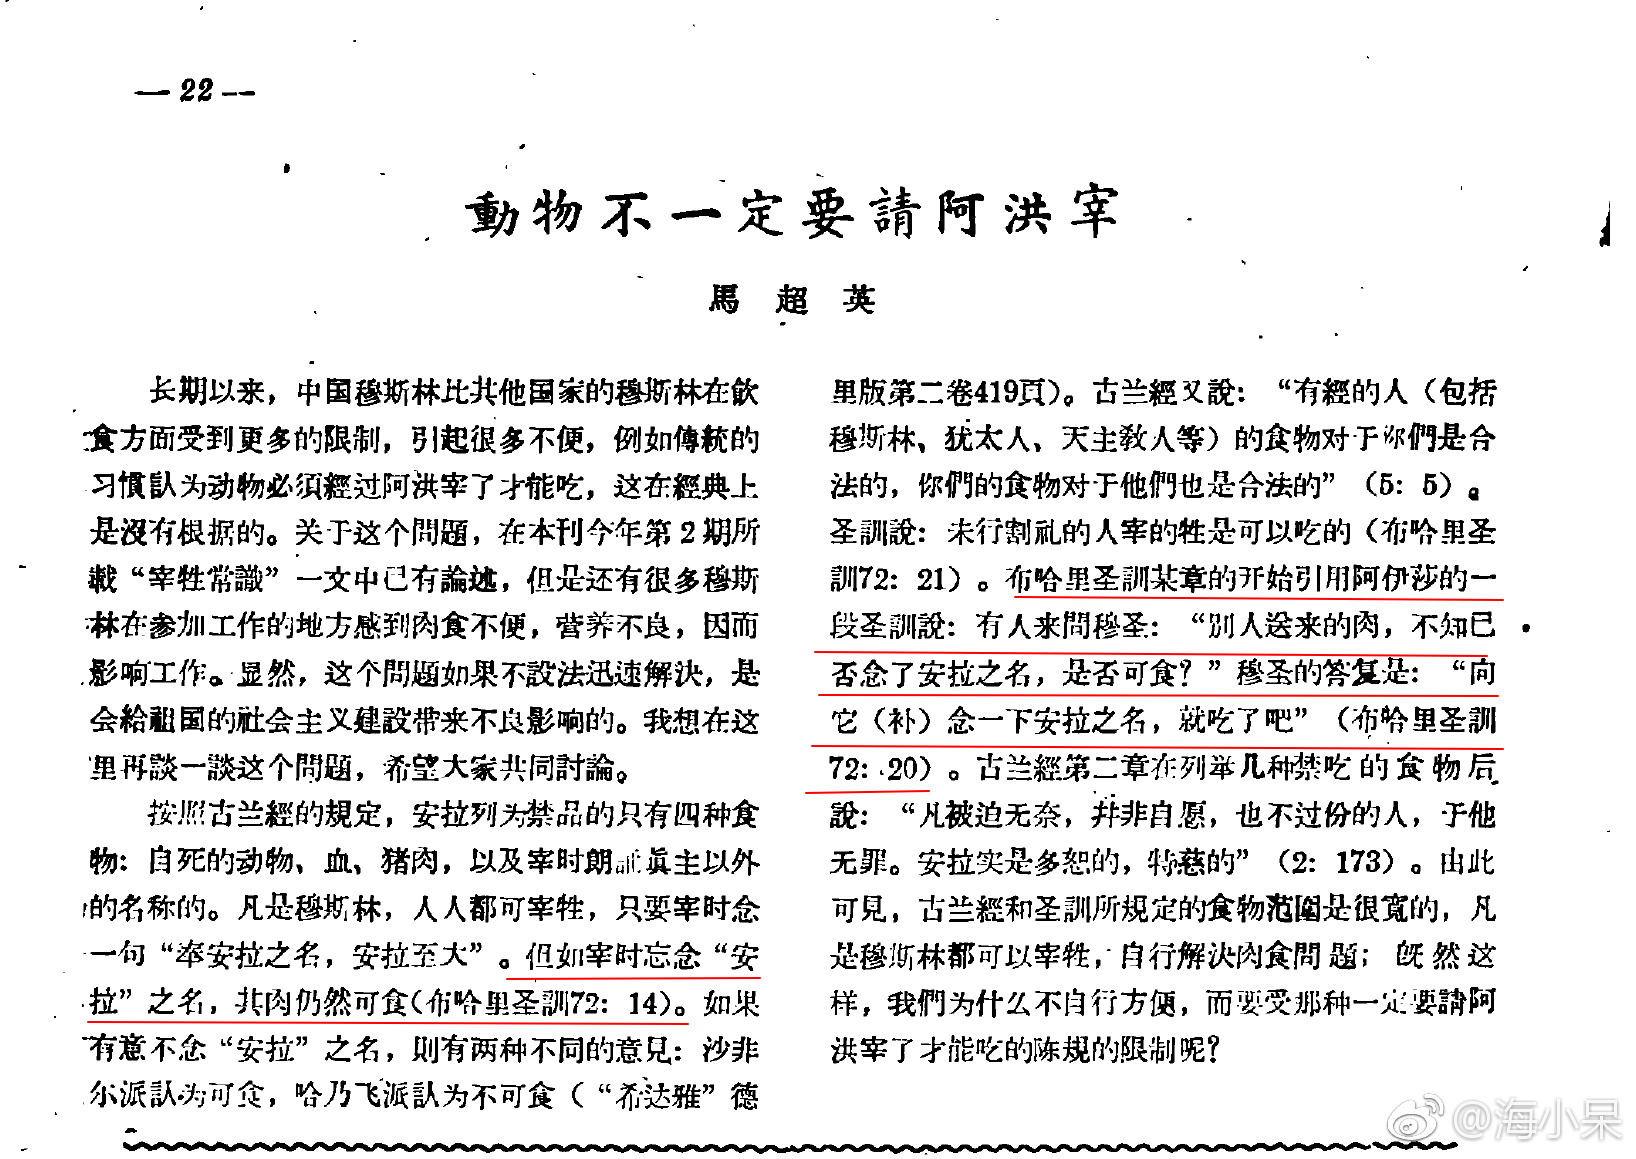 — 22 —
動物不一定要請阿洪宰
馬超英
长期以来，中国穆斯林比其他国家的穆斯林在飲
食方面受到更多的限制，引起很多不便，例如傳統的
习慣訊为动物必須經过阿洪宰了才能吃，这在經典上
是沒有根据的。关于这个問題，在本刊今年第2期所
載“宰牲常識”一文中已有論述，但是还有很多穆斯
林在参加工作的地方感到肉食不便，营养不良，因而
影响工作。显然，这个問題如果不設法迅速解决，是
会給祖国的社会主义建設带来不良影响的。我想在这
里再談一談这个問題，希望大家共同討論。
按照古兰經的規定，安拉列为禁品的只有四种食
物：自死的动物、血、猪肉，以及宰时朗誦眞主以外
的名称的。凡是穆斯林，人人都可宰牲，只要宰时念
一句“奉安拉之名，安拉至大”。但如宰时忘念“安
拉”之名，其肉仍然可食（布哈里圣訓72：14）。如果
有意不念“安拉”之名，則有两种不同的意見：沙非
尔派訊为可食，哈乃飞派訊为不可食（“希达雅”德
里版第二卷419頁）。古兰經又說：“有經的人（包括
穆斯林、犹太人、天主教人等）的食物对于你們是合
法的，你們的食物对于他們也是合法的”（5：5）。
圣訓說：未行割礼的人宰的牲是可以吃的（布哈里圣
訓72：21）。布哈里圣訓某章的开始引用阿伊莎的一
段圣訓說：有人来問穆圣：“別人送来的肉，不知已
否念了安拉之名，是否可食？”穆圣的答复是：“向
它（补）念一下安拉之名，就吃了吧”（布哈里圣訓
72：20）。古兰經第二章在列举几种禁吃的食物后
說：“凡被迫无奈，幷非自愿，也不过份的人，于他
无罪。安拉实是多恕的，特慈的”（2：173）。由此
可見，古兰經和圣訓所規定的食物范圍是很寬的，凡
是穆斯林都可以宰牲，自行解决肉食問題；旣然这
样，我們为什么不自行方便，而要受那种一定要請阿
洪宰了才能吃的陈規的限制呢？
@海小呆